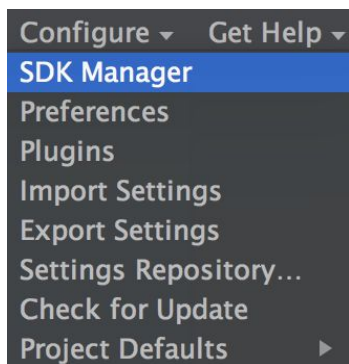 Configure Get Help
SDK Manager
Preferences
Plugins
Import Settings
Export Settings
Settings Repository...
Check for Update
Project Defaults